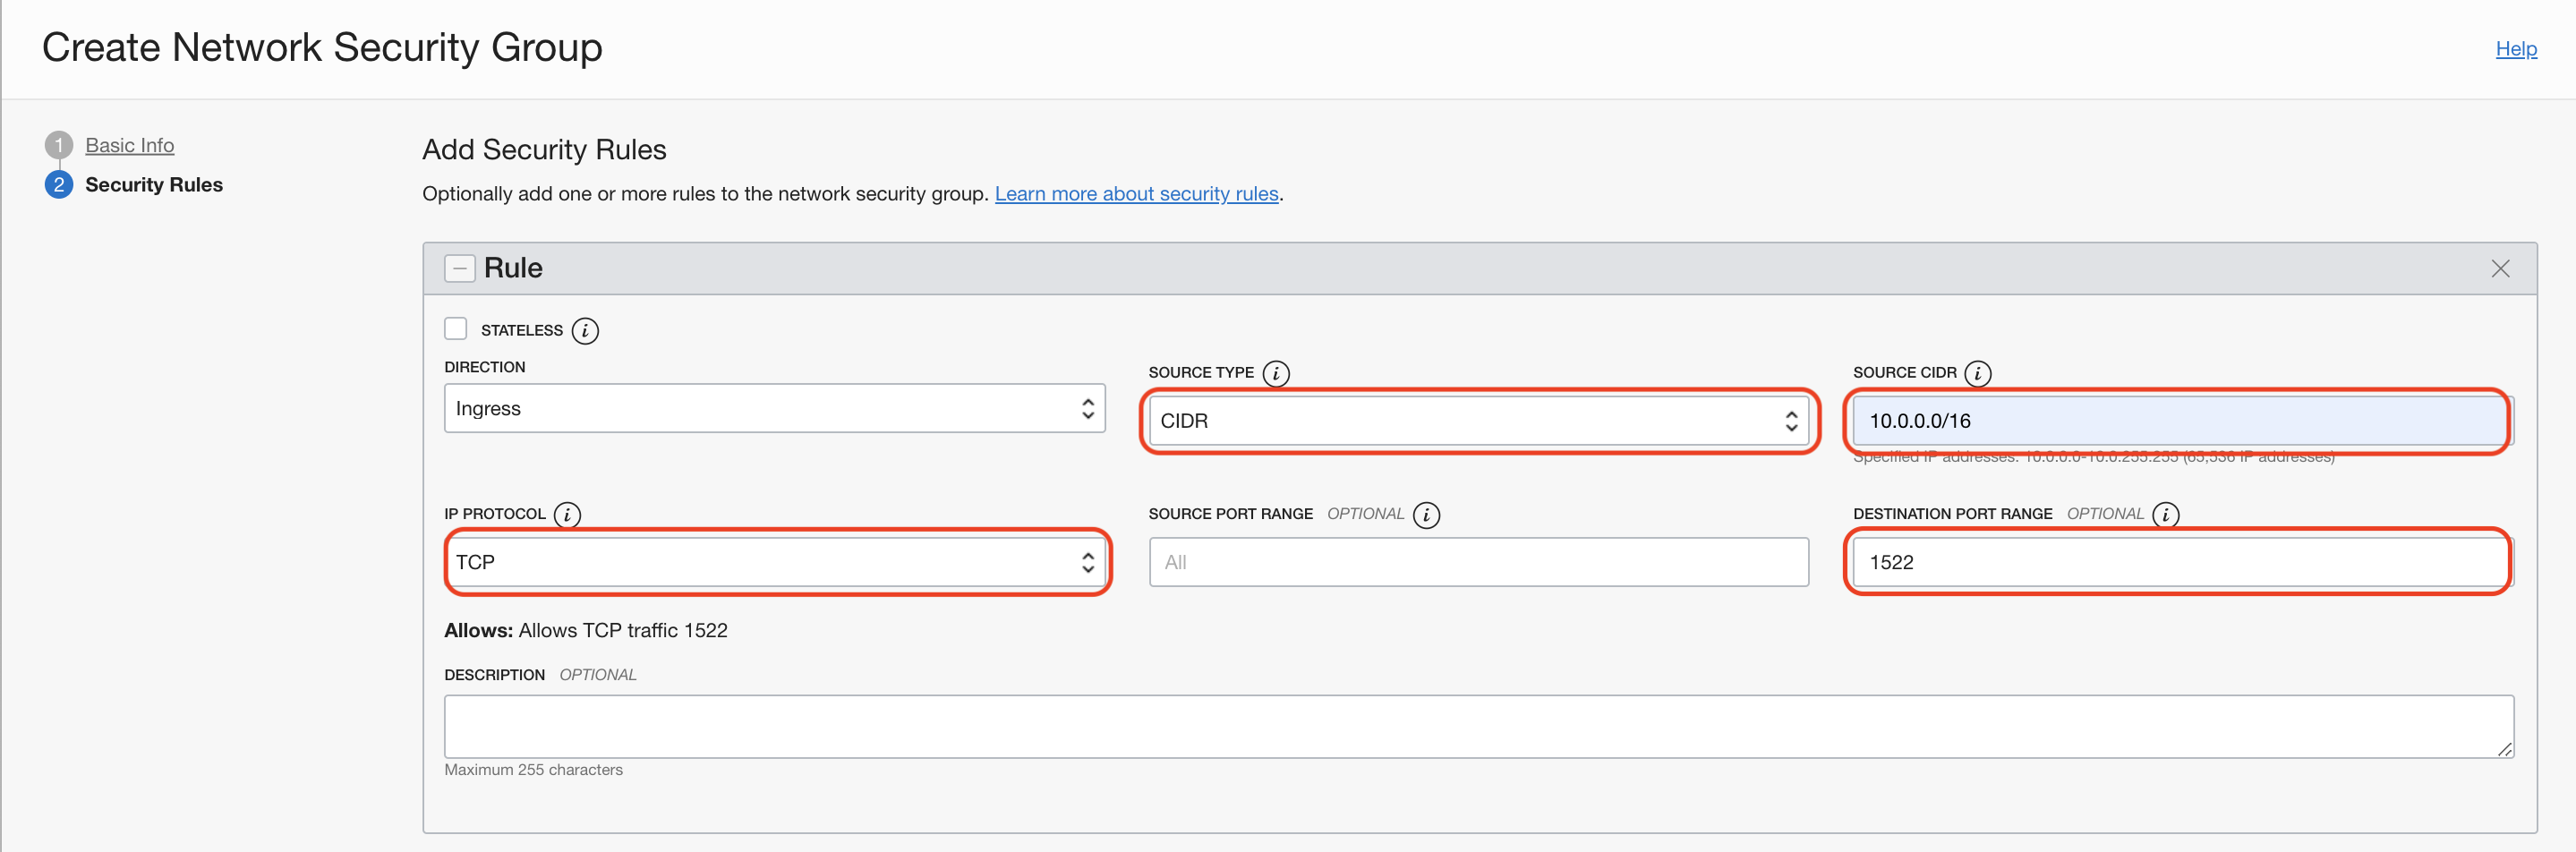 Create Network Security Group
Help
1 Basic Info
2 Security Rules
Add Security Rules
Optionally add one or more rules to the network security group. Learn more about security rules.
Rule
STATELESS i
DIRECTION
Ingress
SOURCE TYPE i
CIDR
SOURCE CIDR i
10.0.0.0/16
Specified IP addresses: 10.0.0.0-10.0.255.255 (65,536 IP addresses)
IP PROTOCOL i
TCP
SOURCE PORT RANGE OPTIONAL i
All
DESTINATION PORT RANGE OPTIONAL i
1522
Allows: Allows TCP traffic 1522
DESCRIPTION OPTIONAL
Maximum 255 characters